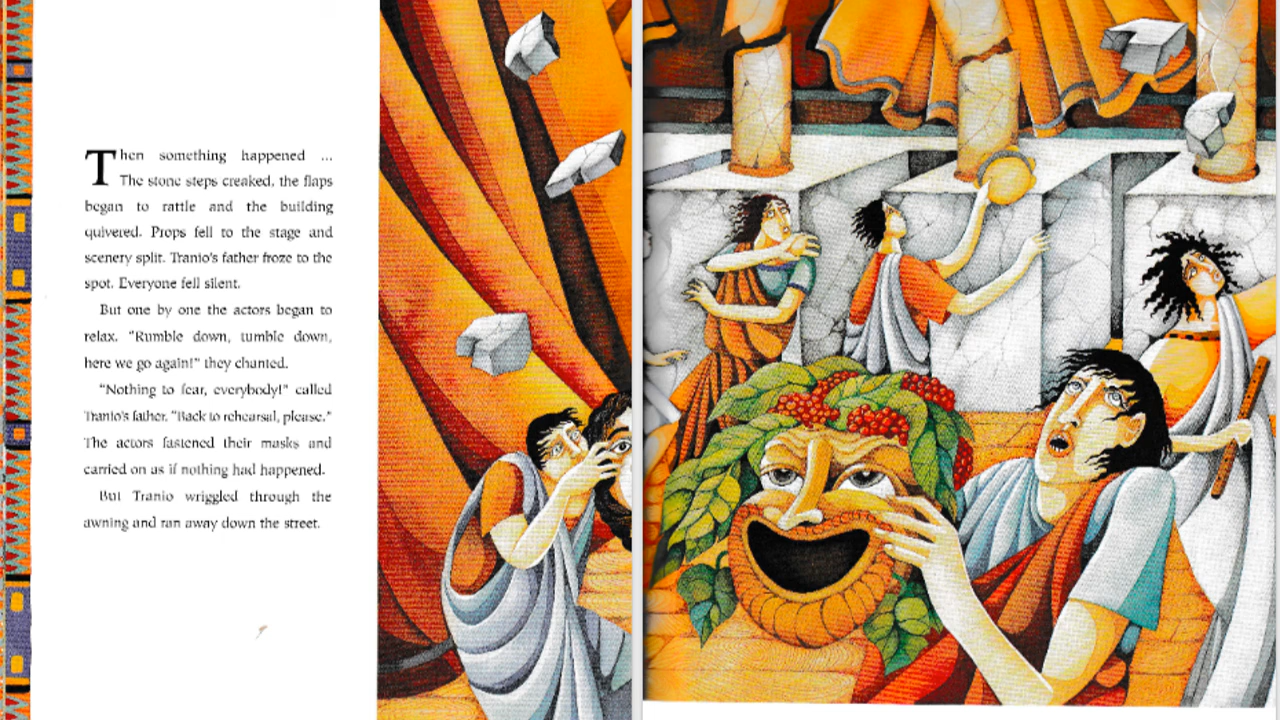 Then something happened ...
The stone steps creaked, the flaps
began to rattle and the building
quivered. Props fell to the stage and
scenery split. Tranio's father froze to the
spot. Everyone fell silent.
But one by one the actors began to
relax. "Rumble down, tumble down,
here we go again!" they chanted.
"Nothing to fear, everybody!" called
Tranio's father. "Back to rehearsal, please."
The actors fastened their masks and
carried on as if nothing had happened.
But Tranio wriggled through the
awning and ran away down the street.